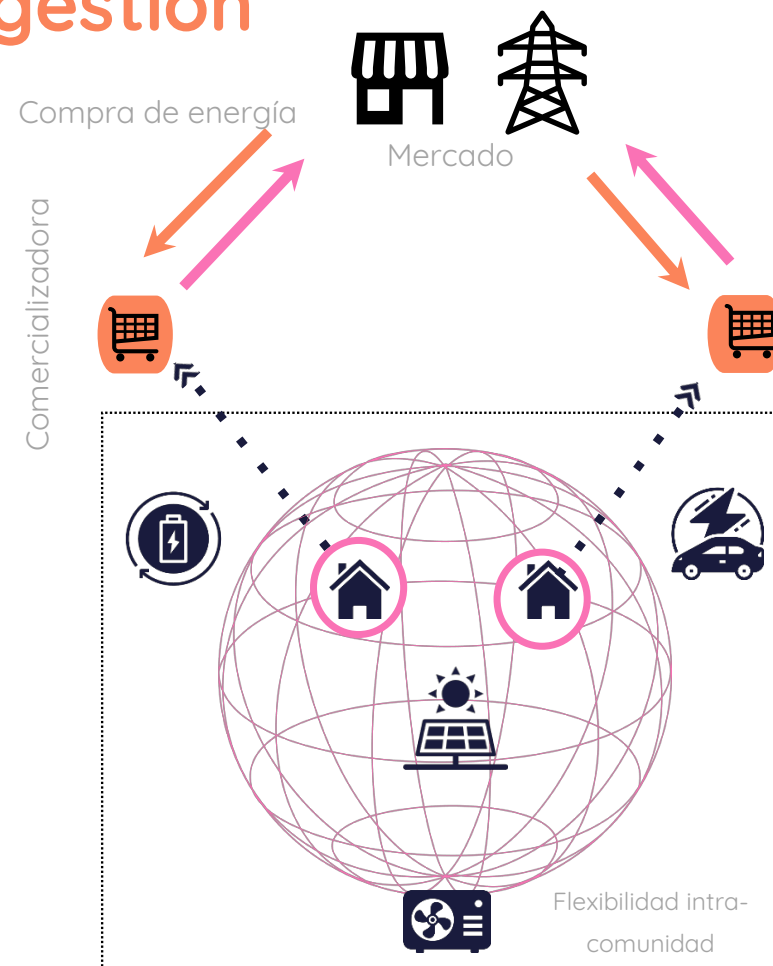 gestión
Compra de energía
Mercado
Comercializadora
Flexibilidad intra-
comunidad